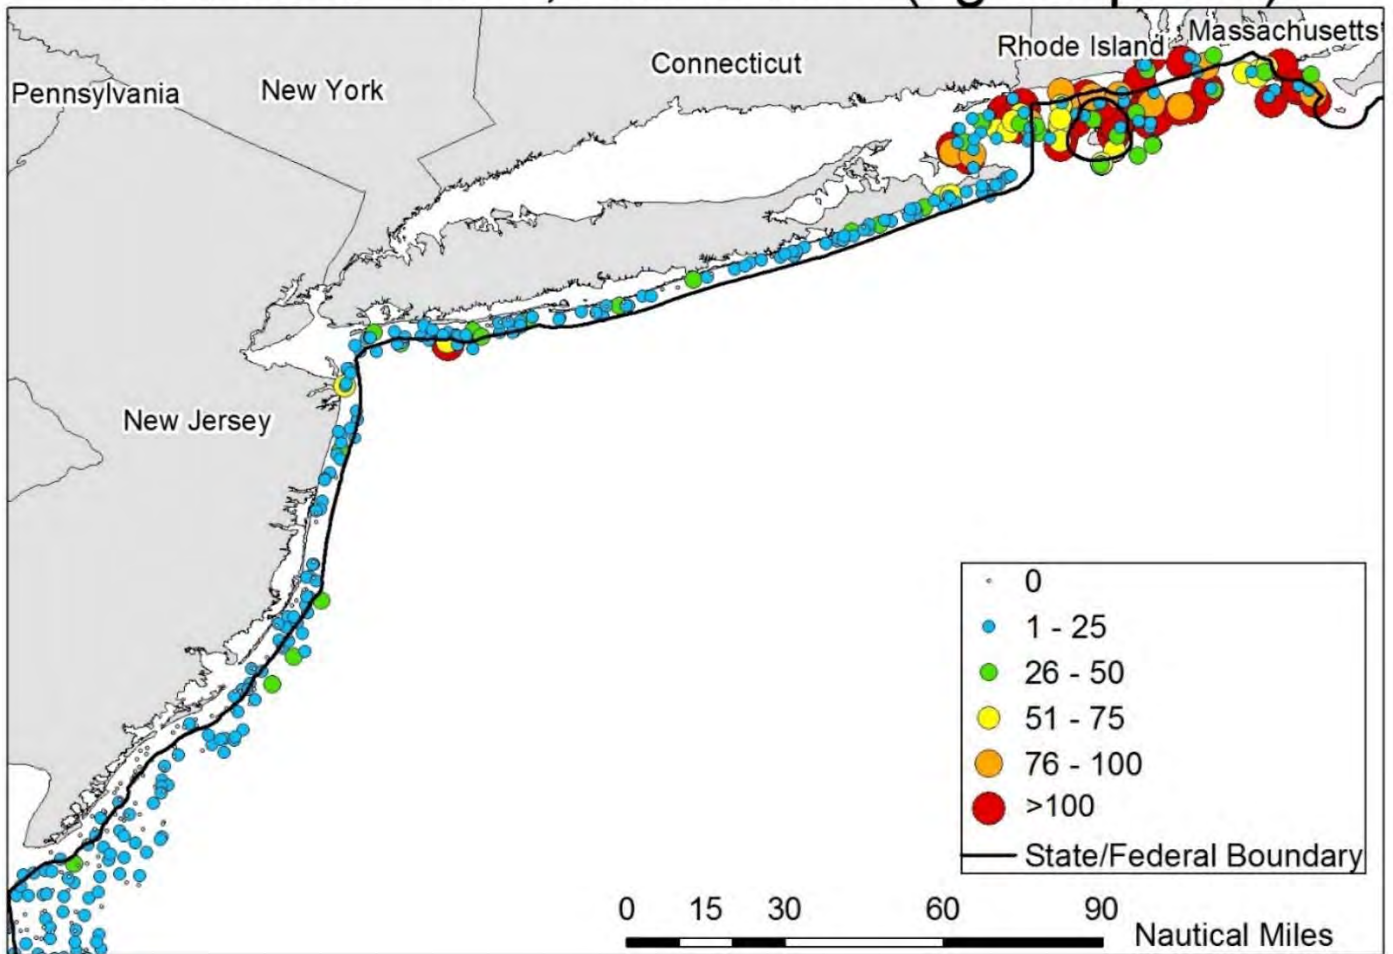 Massachusetts
Rhode Island
Connecticut
New York
Pennsylvania
New Jersey
0
1 - 25
26 - 50
51 - 75
76 - 100
>100
State/Federal Boundary
0 15 30 60 90
Nautical Miles